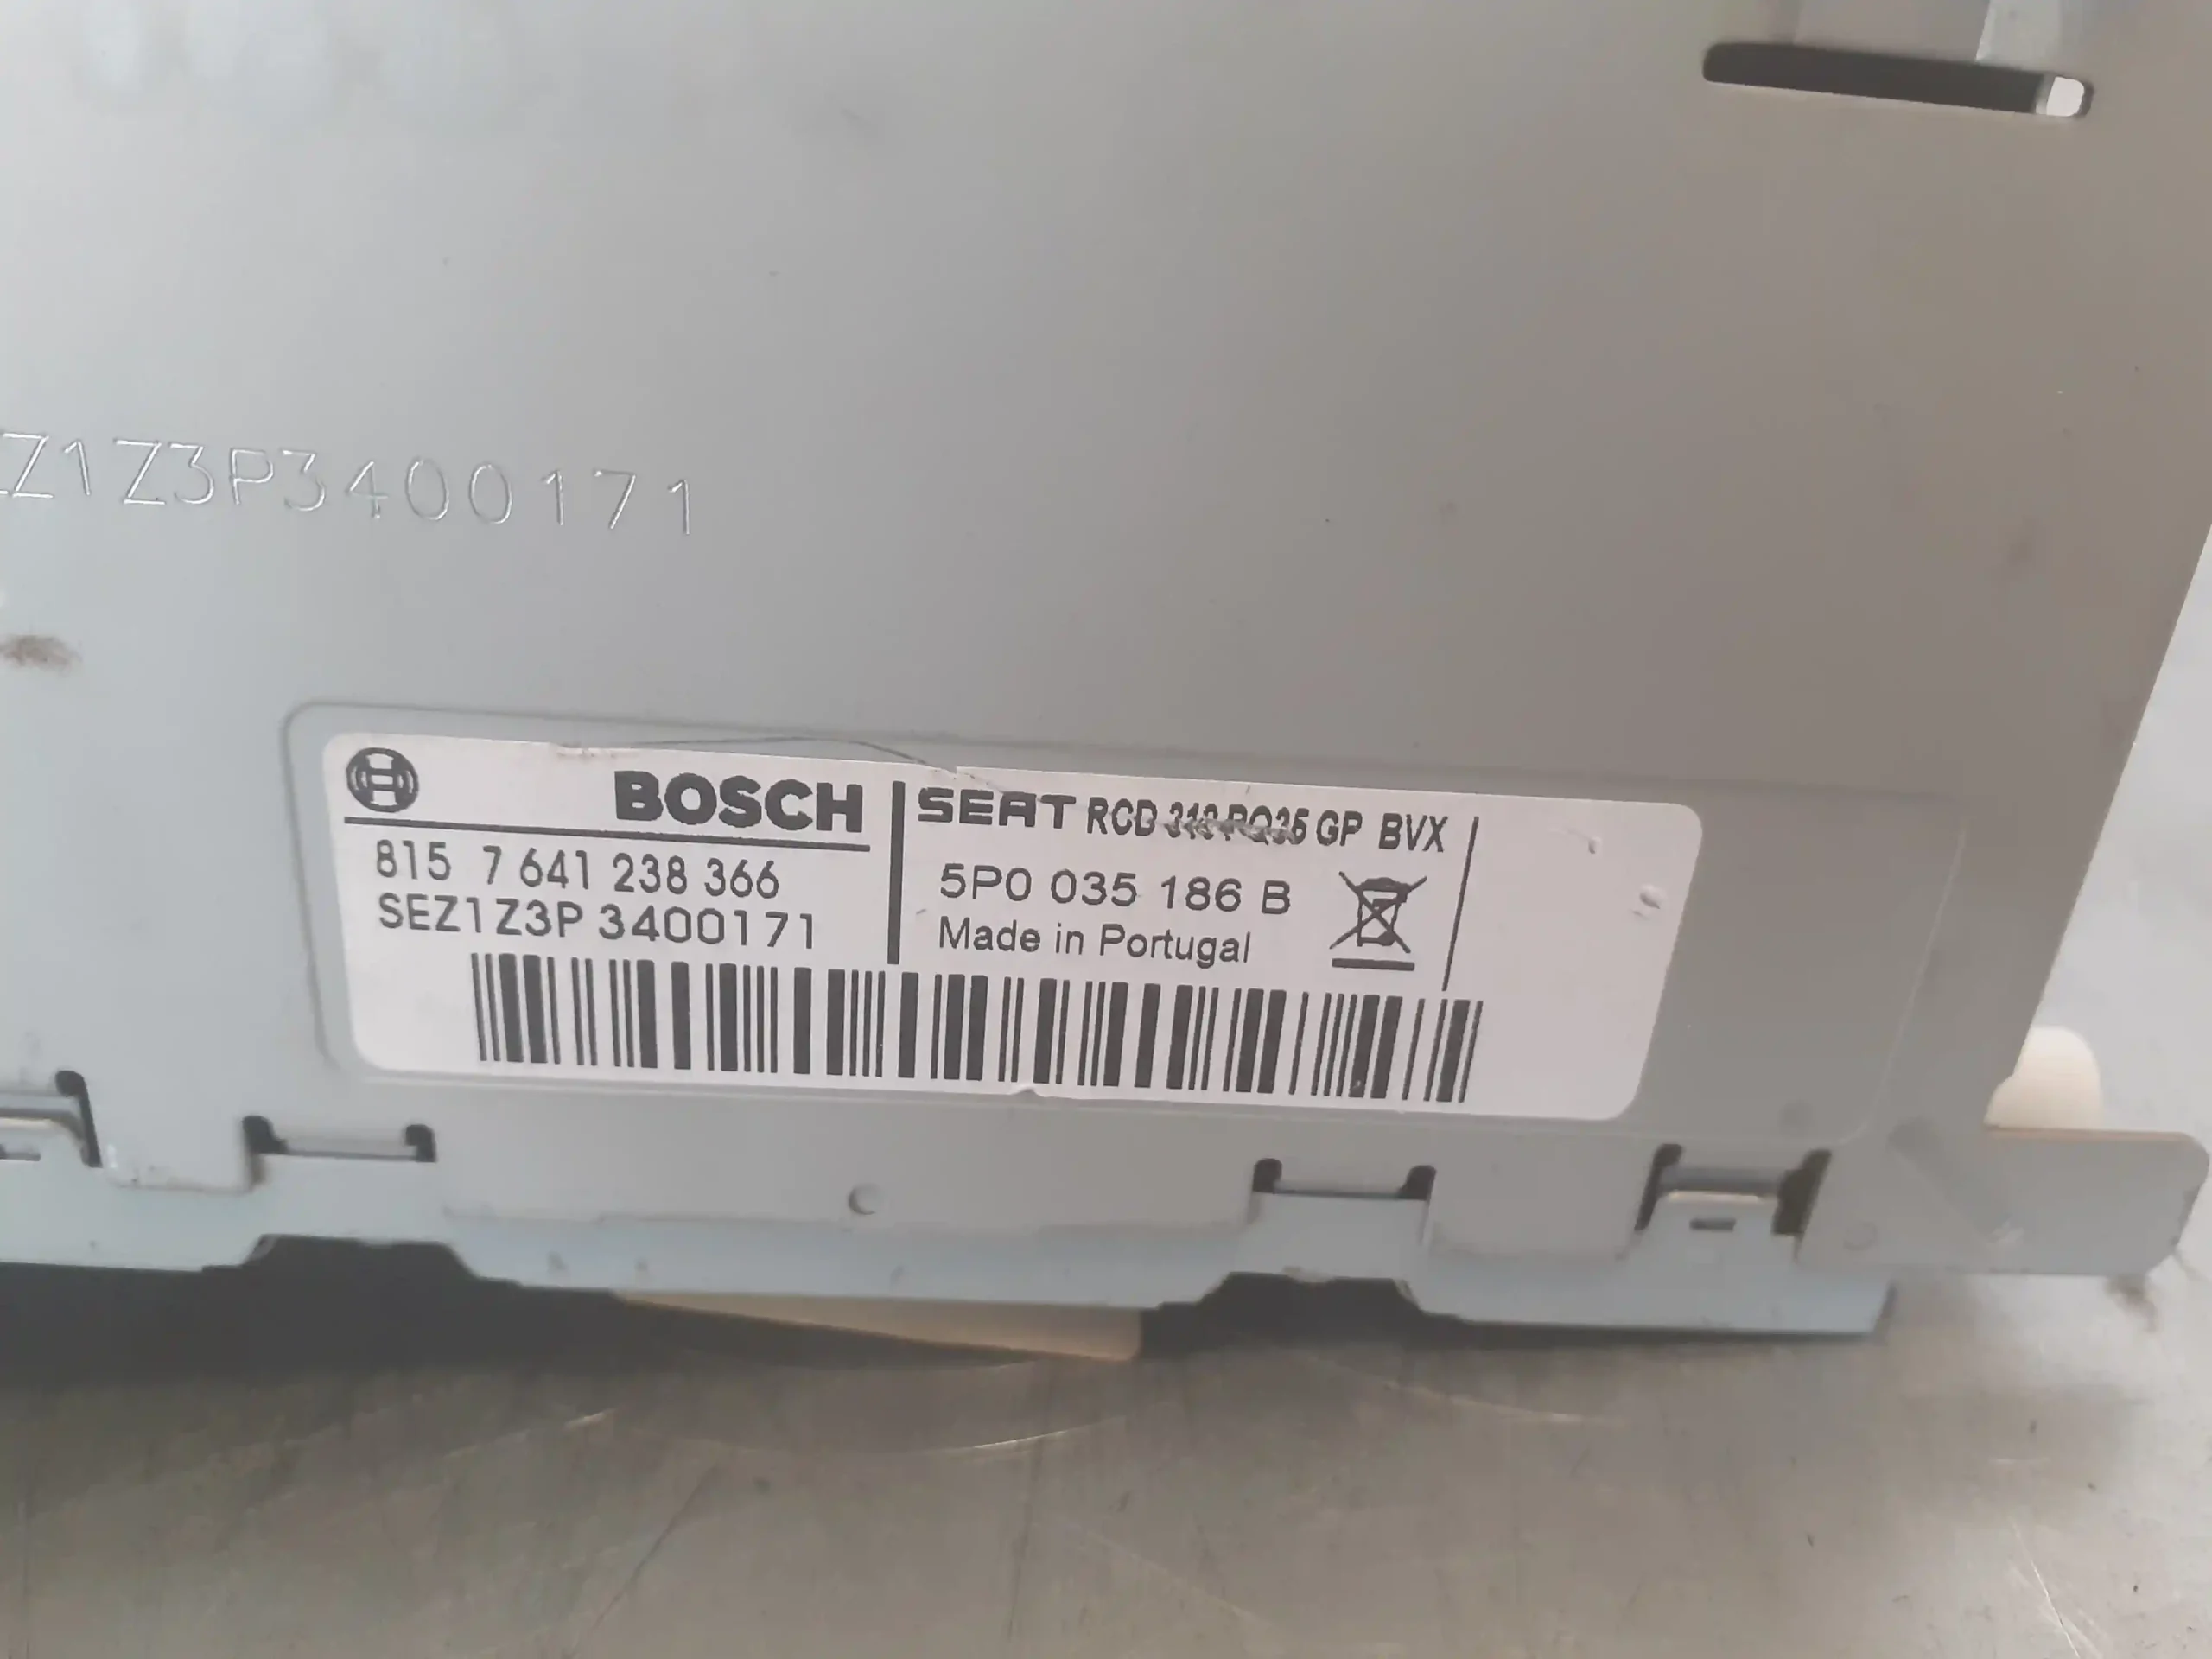 Z1Z3P3400171
BOSCH
815 7 641 238 366
SEZ1Z3P 3400171
SEAT RCD GP BVX
5P0 035 186 B
Made in Portugal